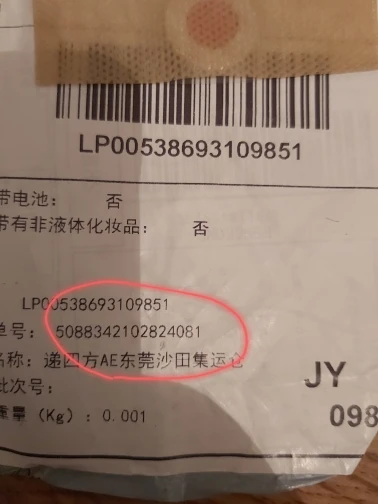 LP00538693109851
带电池： 否
带有非液体化妆品： 否
LP00538693109851
单号： 5088342102824081
名称：递四方AE东莞沙田集运仓
批次号：
JY
重量（Kg）：0.001
098